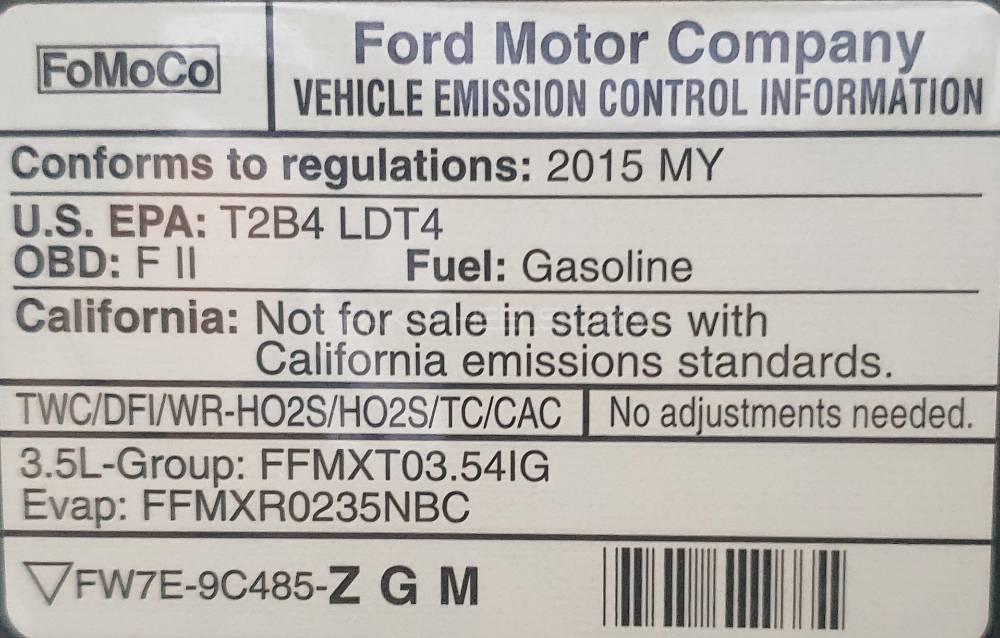 FoMoCo
Ford Motor Company
VEHICLE EMISSION CONTROL INFORMATION
Conforms to regulations: 2015 MY
U.S. EPA: T2B4 LDT4
OBD: F II Fuel: Gasoline
California: Not for sale in states with
California emissions standards.
TWC/DFI/WR-HO2S/HO2S/TC/CAC No adjustments needed.
3.5L-Group: FFMXT03.54IG
Evap: FFMXR0235NBC
FW7E-9C485-Z G M